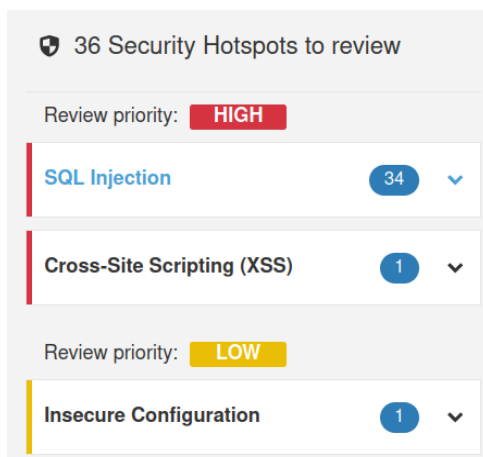 36 Security Hotspots to review
Review priority: HIGH
SQL Injection 34
Cross-Site Scripting (XSS) 1
Review priority: LOW
Insecure Configuration 1